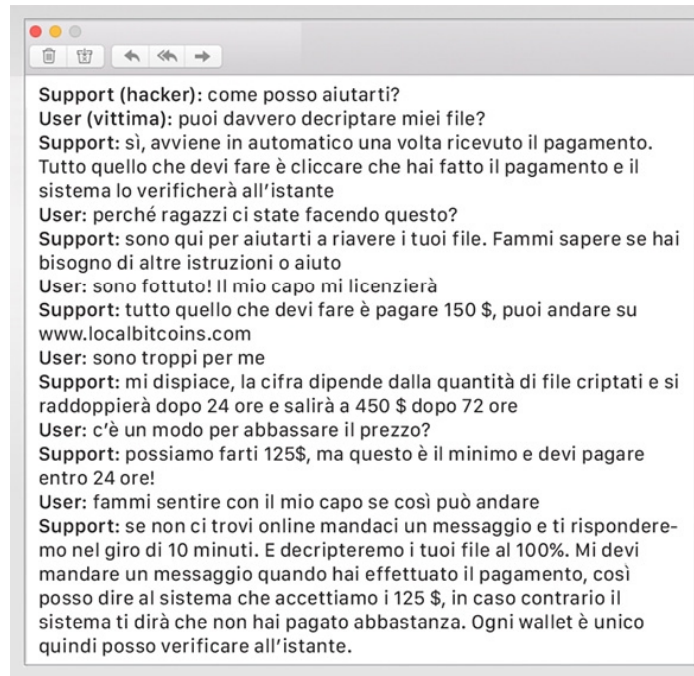 Support (hacker): come posso aiutarti?
User (vittima): puoi davvero decriptare miei file?
Support: sì, avviene in automatico una volta ricevuto il pagamento.
Tutto quello che devi fare è cliccare che hai fatto il pagamento e il
sistema lo verificherà all'istante
User: perché ragazzi ci state facendo questo?
Support: sono qui per aiutarti a riavere i tuoi file. Fammi sapere se hai
bisogno di altre istruzioni o aiuto
User: sono fottuto! Il mio capo mi licenzierà
Support: tutto quello che devi fare è pagare 150 $, puoi andare su
www.localbitcoins.com
User: sono troppi per me
Support: mi dispiace, la cifra dipende dalla quantità di file criptati e si
raddoppierà dopo 24 ore e salirà a 450 $ dopo 72 ore
User: c'è un modo per abbassare il prezzo?
Support: possiamo farti 125$, ma questo è il minimo e devi pagare
entro 24 ore!
User: fammi sentire con il mio capo se così può andare
Support: se non ci trovi online mandaci un messaggio e ti rispondere-
mo nel giro di 10 minuti. E decripteremo i tuoi file al 100%. Mi devi
mandare un messaggio quando hai effettuato il pagamento, così
posso dire al sistema che accettiamo i 125 $, in caso contrario il
sistema ti dirà che non hai pagato abbastanza. Ogni wallet è unico
quindi posso verificare all'istante.